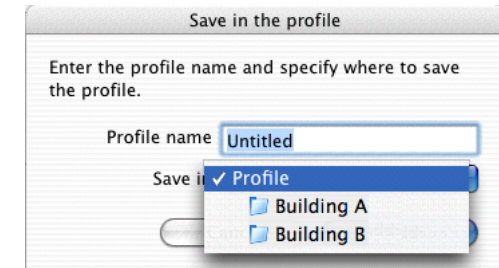 Save in the profile
Enter the profile name and specify where to save
the profile.
Profile name Untitled
Save i ✓ Profile
Building A
Building B